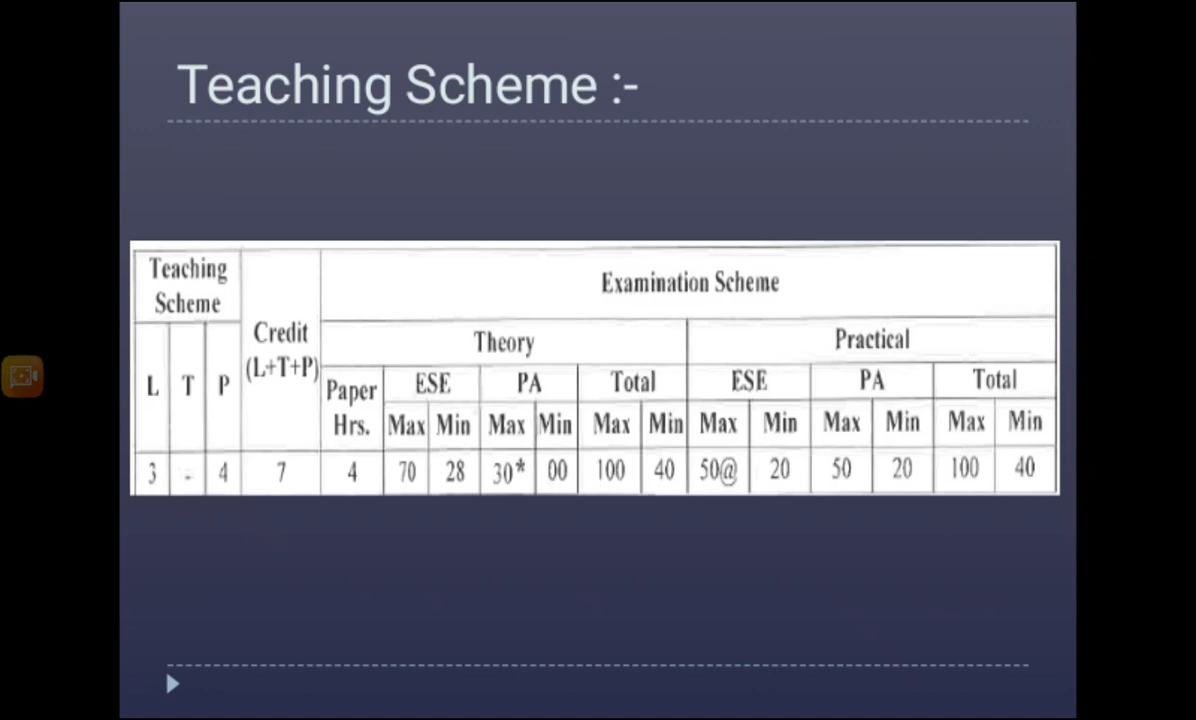 Teaching Scheme :-
Teaching Scheme
Credit (L+T+P)
Examination Scheme
Theory Practical
L T P Paper Hrs. ESE PA Total ESE PA Total
Max Min Max Min Max Min Max Min Max Min Max Min
3 - 4 7 4 70 28 30* 00 100 40 50@ 20 50 20 100 40